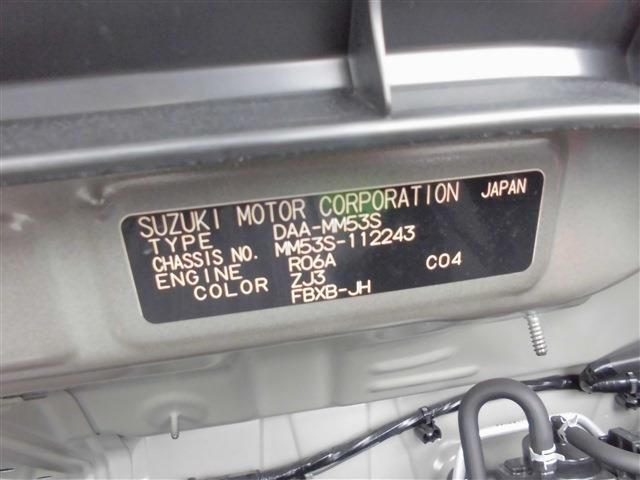 SUZUKI MOTOR CORPORATION JAPAN
TYPE DAA-MM53S
CHASSIS NO. MM53S-112243
ENGINE R06A C04
COLOR ZJ3
FBXB-JH